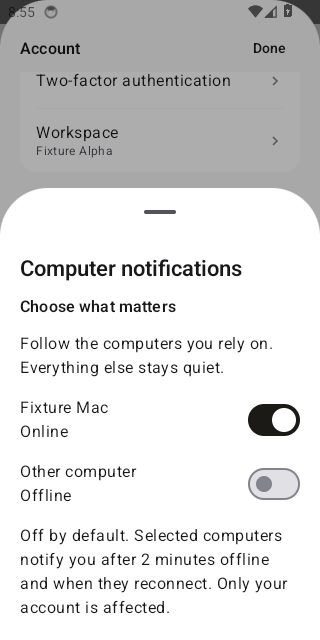 8:55
Account
Done
Two-factor authentication
Workspace
Fixture Alpha
Computer notifications
Choose what matters
Follow the computers you rely on.
Everything else stays quiet.
Fixture Mac
Online
Other computer
Offline
Off by default. Selected computers
notify you after 2 minutes offline
and when they reconnect. Only your
account is affected.